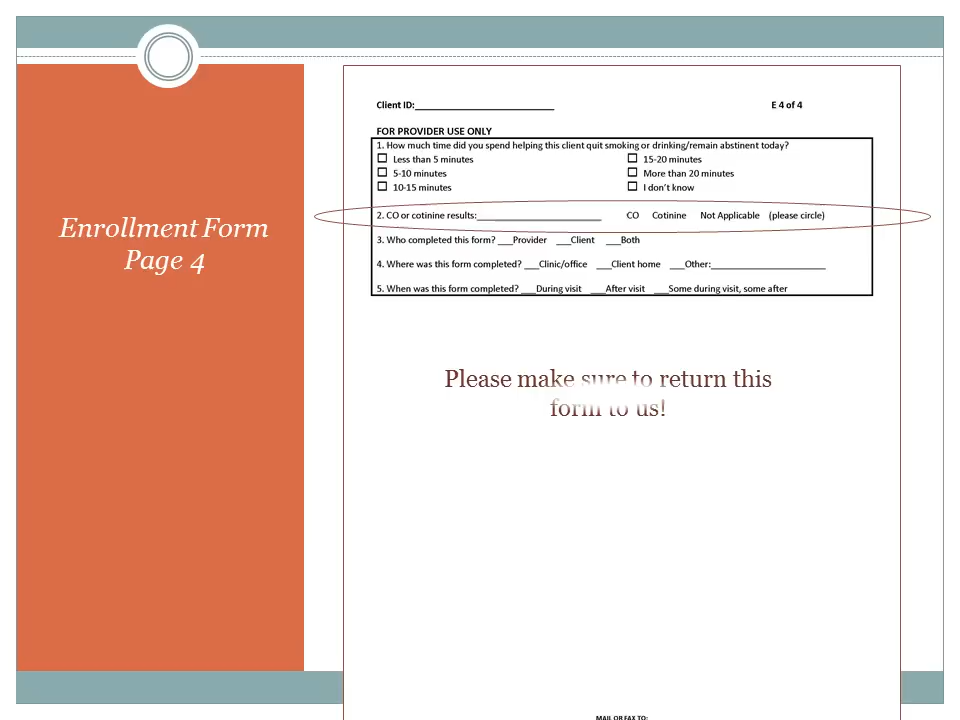 Enrollment Form
Page 4
Client ID:____________________________ E 4 of 4
FOR PROVIDER USE ONLY
1. How much time did you spend helping this client quit smoking or drinking/remain abstinent today?
☐ Less than 5 minutes ☐ 15-20 minutes
☐ 5-10 minutes ☐ More than 20 minutes
☐ 10-15 minutes ☐ I don't know
2. CO or cotinine results:_________________________ CO Cotinine Not Applicable (please circle)
3. Who completed this form? ___Provider ___Client ___Both
4. Where was this form completed? ___Clinic/office ___Client home ___Other:_______________________
5. When was this form completed? ___During visit ___After visit ___Some during visit, some after
Please make sure to return this
form to us!
MAIL OR FAX TO: